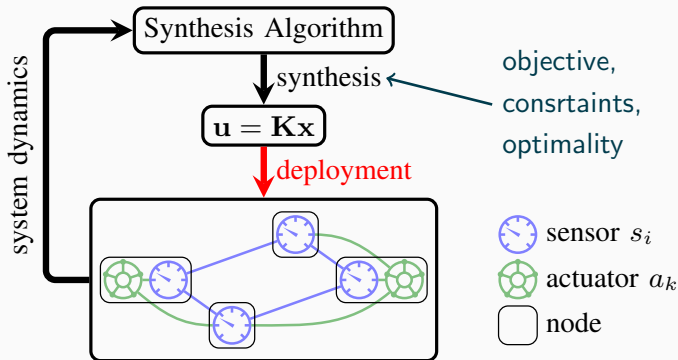 Synthesis Algorithm
system dynamics
synthesis
objective,
consrtaints,
optimality
u = Kx
deployment
sensor s_i
actuator a_k
node